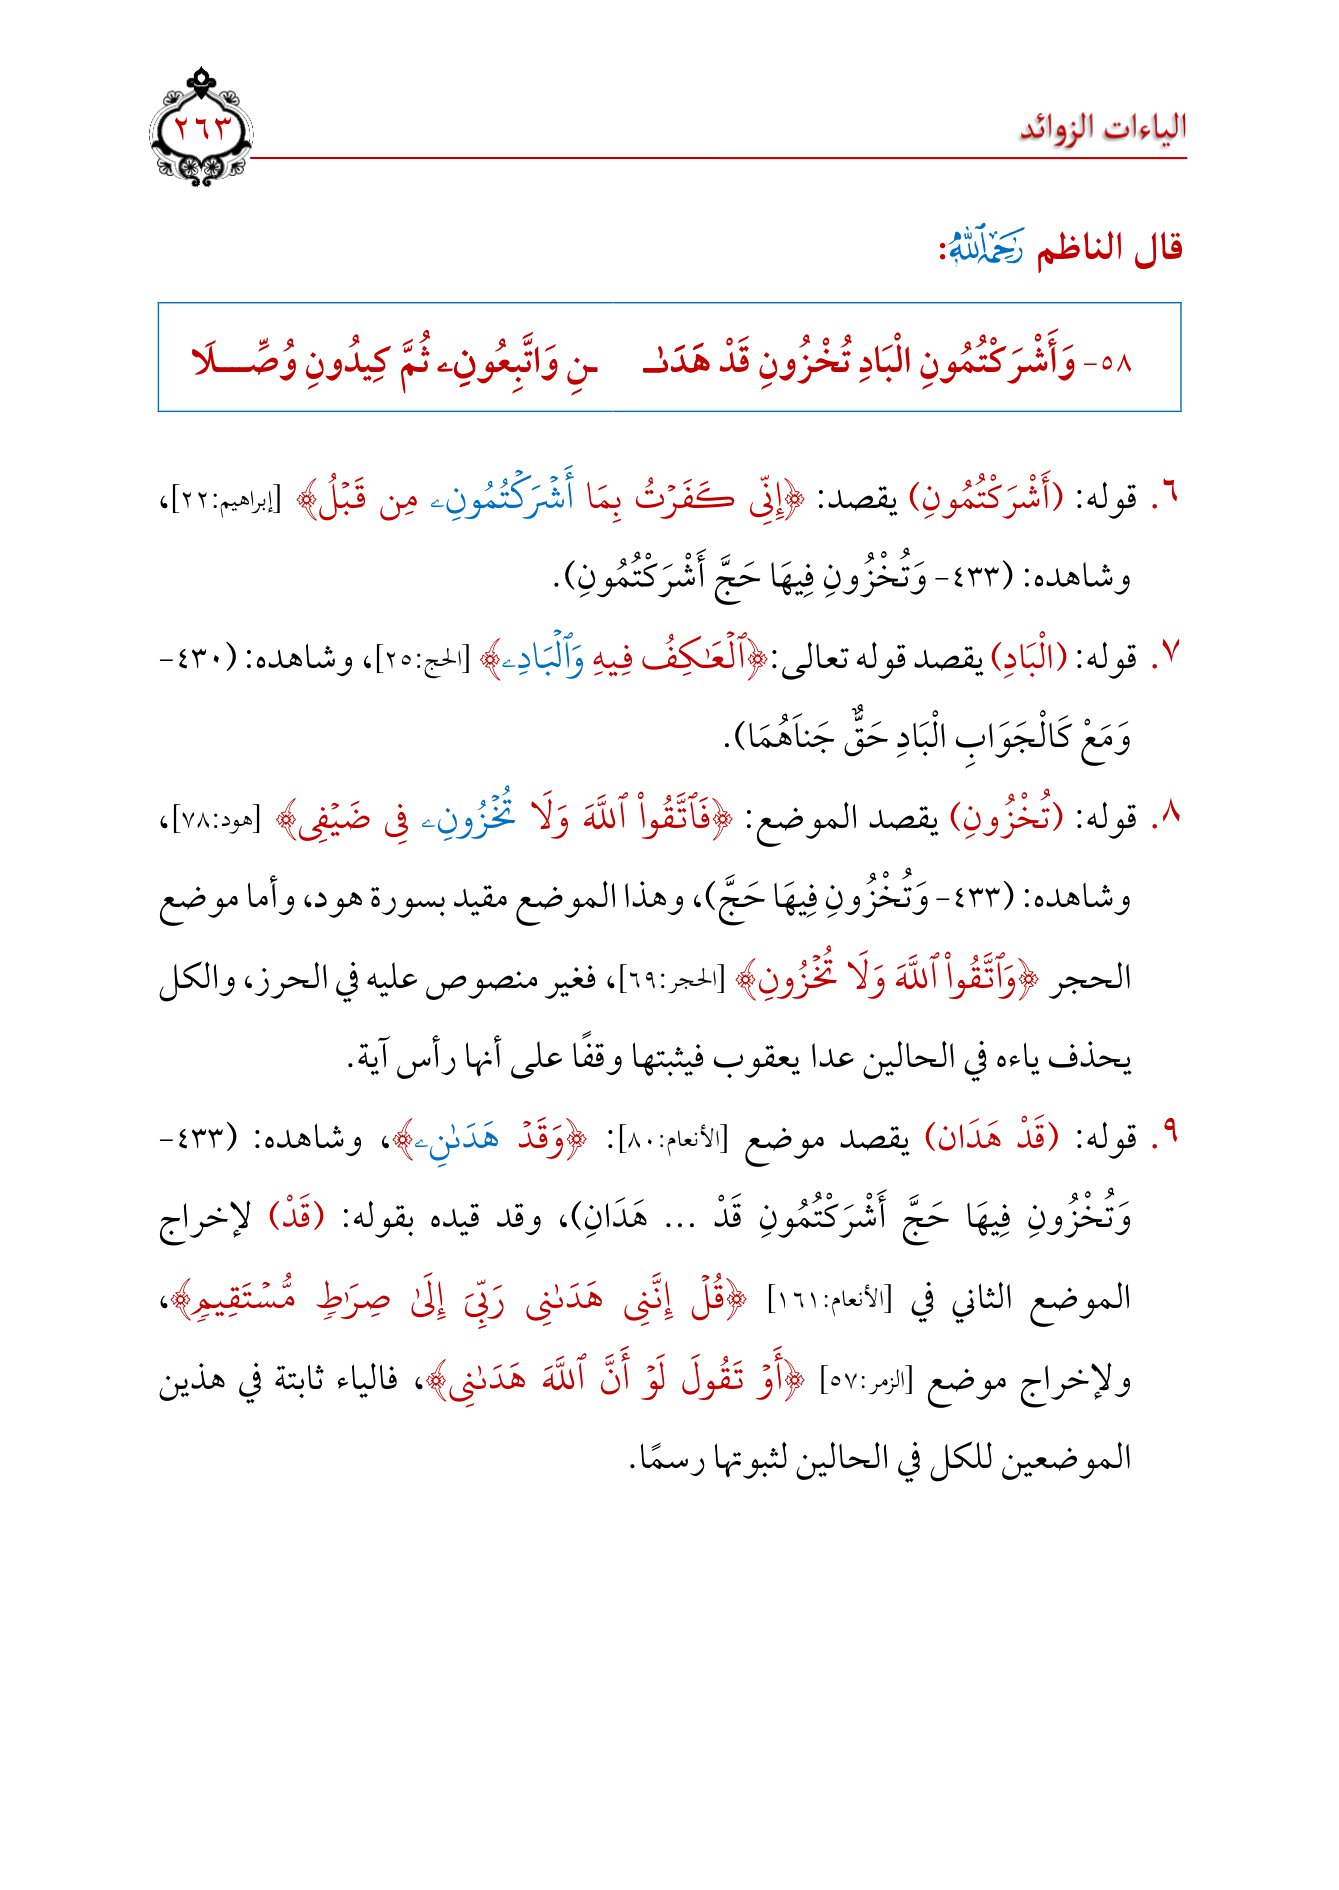 الياءات الزوائد
٢٦٣
قال الناظم رَحِمَهُ ٱللَّهُ:
٥٨- وَأَشْرَكْتُمُونِ الْبَادِ تُخْزُونِ قَدْ هَدَىٰـ ـنِ وَاتَّبِعُونِۦ ثُمَّ كِيدُونِ وُصِّـــلَا
٦. قوله: (أَشْرَكْتُمُونِ) يقصد: ﴿إِنِّي كَفَرۡتُ بِمَا أَشۡرَكۡتُمُونِۦ مِن قَبۡلُ﴾ [إبراهيم:٢٢]،
وشاهده: (٤٣٣- وَتُخْزُونِ فِيهَا حَجَّ أَشْرَكْتُمُونِ).
٧. قوله: (الْبَادِ) يقصد قوله تعالى:﴿ٱلۡعَٰكِفُ فِيهِ وَٱلۡبَادِۦ﴾ [الحج:٢٥]، وشاهده: (٤٣٠-
وَمَعْ كَالْجَوَابِ الْبَادِ حَقٌّ جَنَاهُمَا).
٨. قوله: (تُخْزُونِ) يقصد الموضع: ﴿فَٱتَّقُواْ ٱللَّهَ وَلَا تُخۡزُونِۦ فِي ضَيۡفِي﴾ [هود:٧٨]،
وشاهده: (٤٣٣- وَتُخْزُونِ فِيهَا حَجَّ)، وهذا الموضع مقيد بسورة هود، وأما موضع
الحجر ﴿وَٱتَّقُواْ ٱللَّهَ وَلَا تُخۡزُونِ﴾ [الحجر:٦٩]، فغير منصوص عليه في الحرز، والكل
يحذف ياءه في الحالين عدا يعقوب فيثبتها وقفًا على أنها رأس آية.
٩. قوله: (قَدْ هَدَان) يقصد موضع [الأنعام:٨٠]: ﴿وَقَدۡ هَدَىٰنِۦ﴾، وشاهده: (٤٣٣-
وَتُخْزُونِ فِيهَا حَجَّ أَشْرَكْتُمُونِ قَدْ ... هَدَانِ)، وقد قيده بقوله: (قَدْ) لإخراج
الموضع الثاني في [الأنعام:١٦١] ﴿قُلۡ إِنَّنِي هَدَىٰنِي رَبِّيَ إِلَىٰ صِرَٰطٖ مُّسۡتَقِيمٖ﴾،
ولإخراج موضع [الزمر:٥٧] ﴿أَوۡ تَقُولَ لَوۡ أَنَّ ٱللَّهَ هَدَىٰنِي﴾، فالياء ثابتة في هذين
الموضعين للكل في الحالين لثبوتها رسمًا.